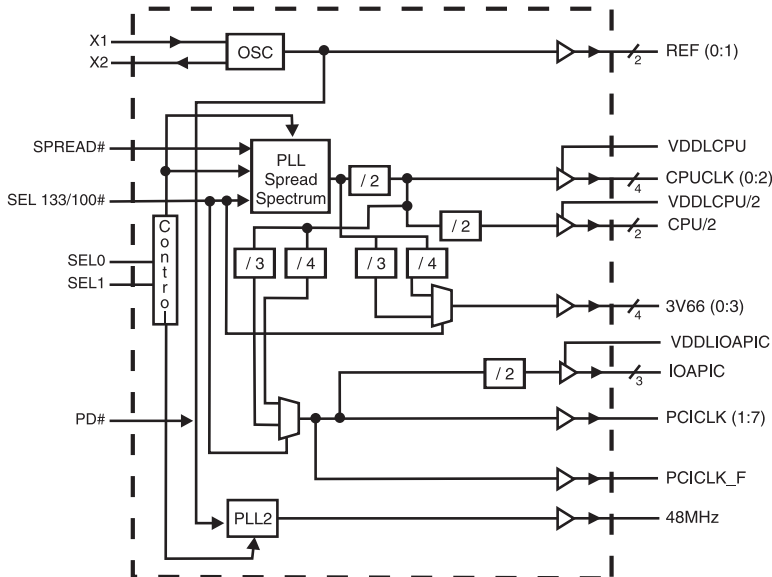 X1
X2
OSC
REF (0:1)
2
SPREAD#
PLL
Spread
Spectrum
/ 2
VDDLCPU
CPUCLK (0:2)
4
SEL 133/100#
VDDLCPU/2
/ 2
CPU/2
2
Control
SEL0
SEL1
/ 3
/ 4
/ 3
/ 4
3V66 (0:3)
4
VDDLIOAPIC
/ 2
IOAPIC
3
PD#
PCICLK (1:7)
PCICLK_F
PLL2
48MHz